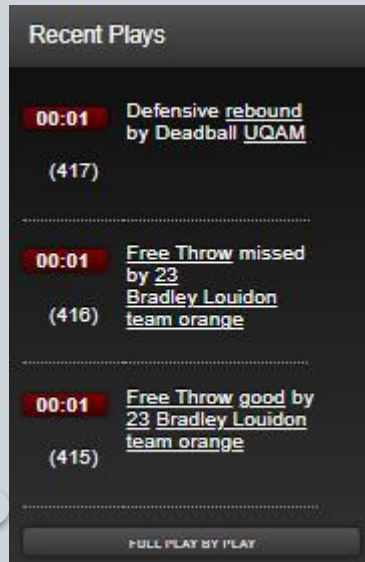 Recent Plays
00:01
Defensive rebound
by Deadball UQAM
(417)
00:01
Free Throw missed
by 23
Bradley Louidon
team orange
(416)
00:01
Free Throw good by
23 Bradley Louidon
team orange
(415)
FULL PLAY BY PLAY